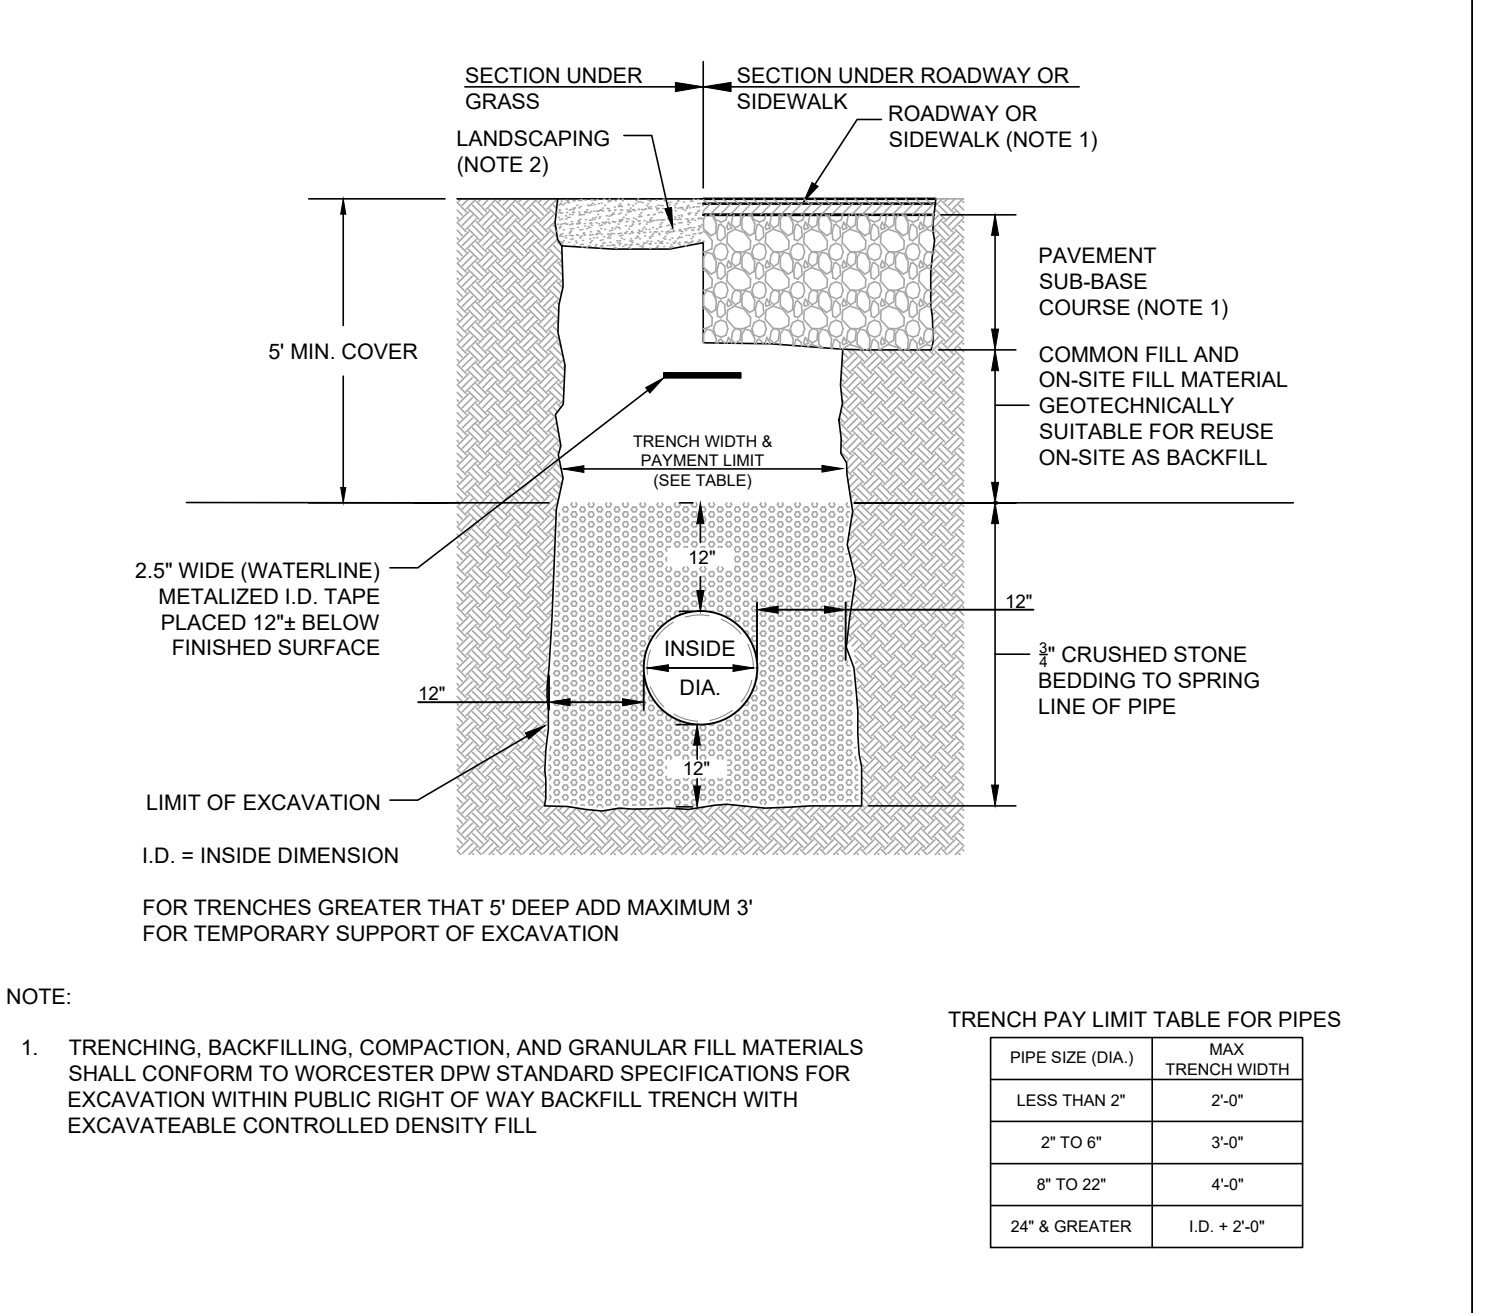 SECTION UNDER
GRASS
SECTION UNDER ROADWAY OR
SIDEWALK
ROADWAY OR
SIDEWALK (NOTE 1)
LANDSCAPING
(NOTE 2)
PAVEMENT
SUB-BASE
COURSE (NOTE 1)
5' MIN. COVER
COMMON FILL AND
ON-SITE FILL MATERIAL
GEOTECHNICALLY
SUITABLE FOR REUSE
ON-SITE AS BACKFILL
TRENCH WIDTH &
PAYMENT LIMIT
(SEE TABLE)
12"
2.5" WIDE (WATERLINE)
METALIZED I.D. TAPE
PLACED 12"± BELOW
FINISHED SURFACE
12"
INSIDE
DIA.
3/4" CRUSHED STONE
BEDDING TO SPRING
LINE OF PIPE
12"
12"
LIMIT OF EXCAVATION
I.D. = INSIDE DIMENSION
FOR TRENCHES GREATER THAT 5' DEEP ADD MAXIMUM 3'
FOR TEMPORARY SUPPORT OF EXCAVATION
NOTE:
1. TRENCHING, BACKFILLING, COMPACTION, AND GRANULAR FILL MATERIALS
SHALL CONFORM TO WORCESTER DPW STANDARD SPECIFICATIONS FOR
EXCAVATION WITHIN PUBLIC RIGHT OF WAY BACKFILL TRENCH WITH
EXCAVATEABLE CONTROLLED DENSITY FILL
TRENCH PAY LIMIT TABLE FOR PIPES
PIPE SIZE (DIA.) MAX
TRENCH WIDTH
LESS THAN 2" 2'-0"
2" TO 6" 3'-0"
8" TO 22" 4'-0"
24" & GREATER I.D. + 2'-0"